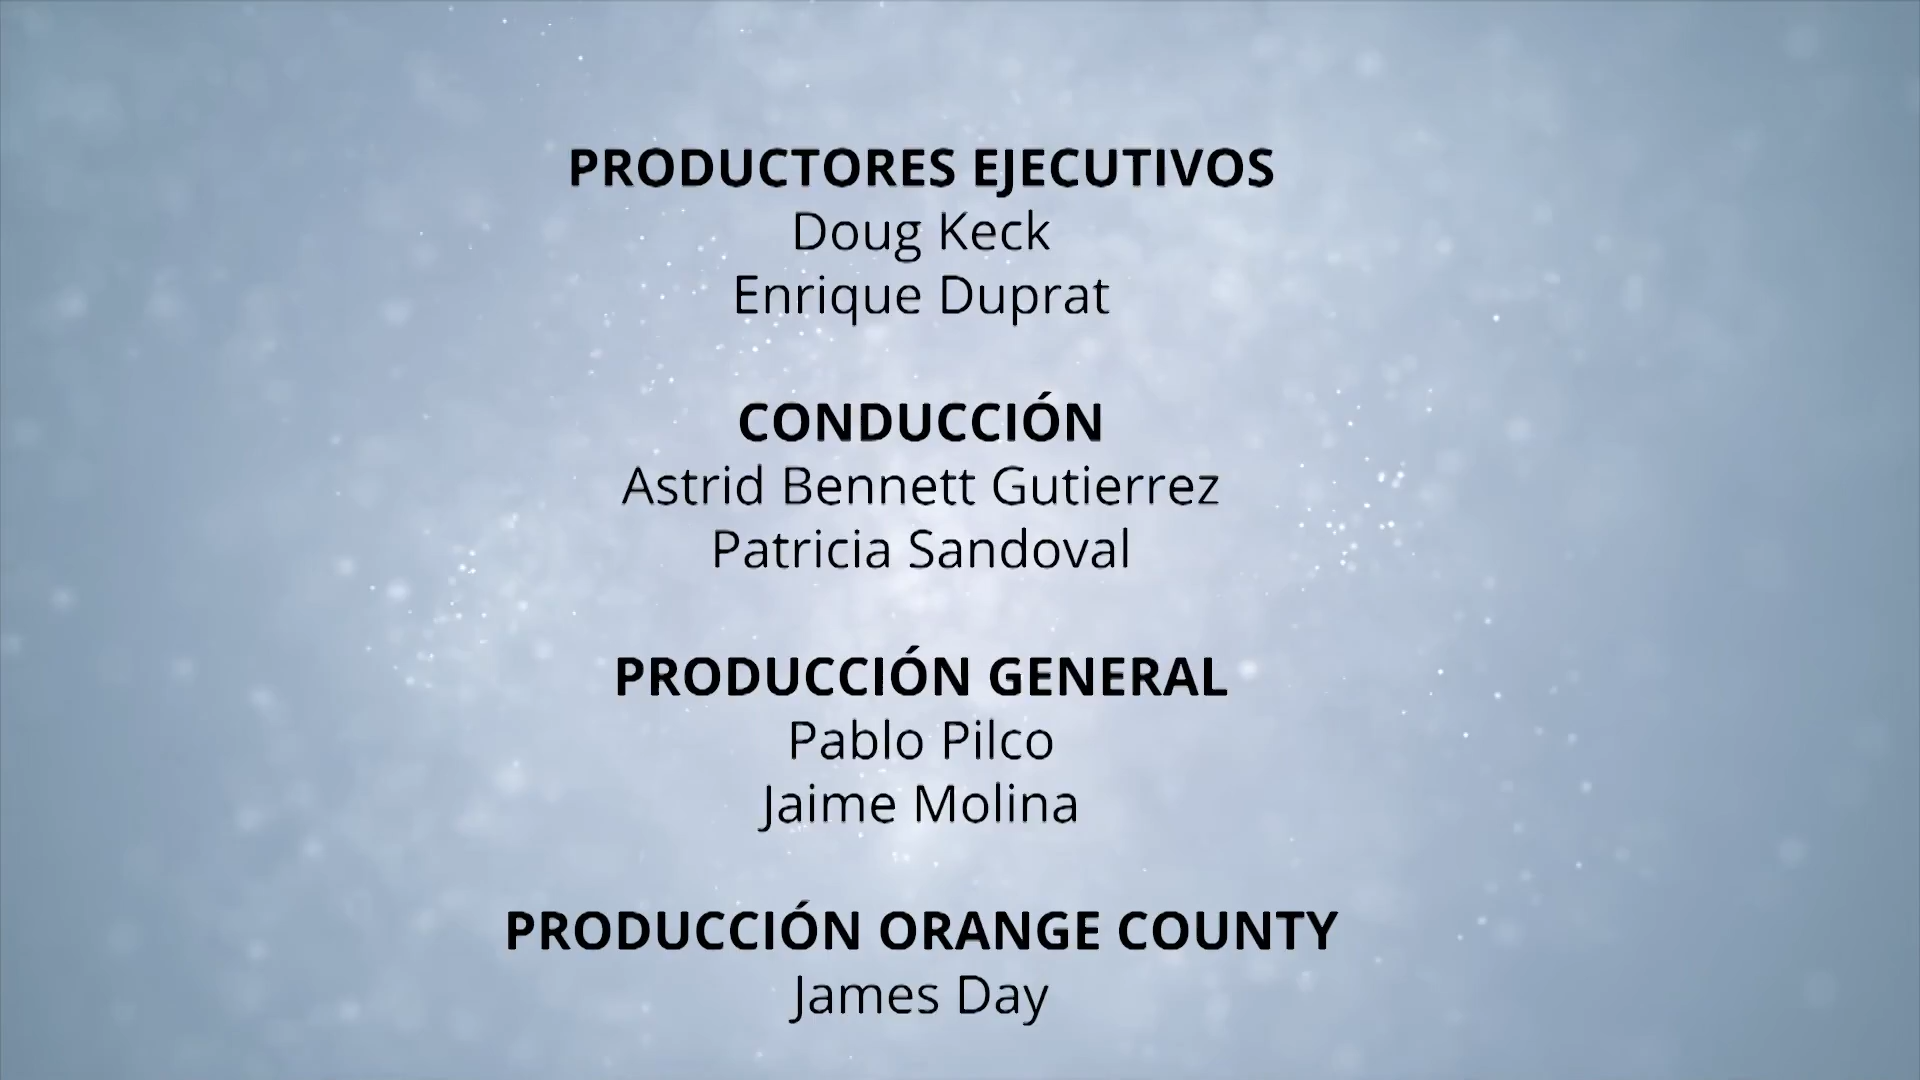 PRODUCTORES EJECUTIVOS
Doug Keck
Enrique Duprat
CONDUCCIÓN
Astrid Bennett Gutierrez
Patricia Sandoval
PRODUCCIÓN GENERAL
Pablo Pilco
Jaime Molina
PRODUCCIÓN ORANGE COUNTY
James Day